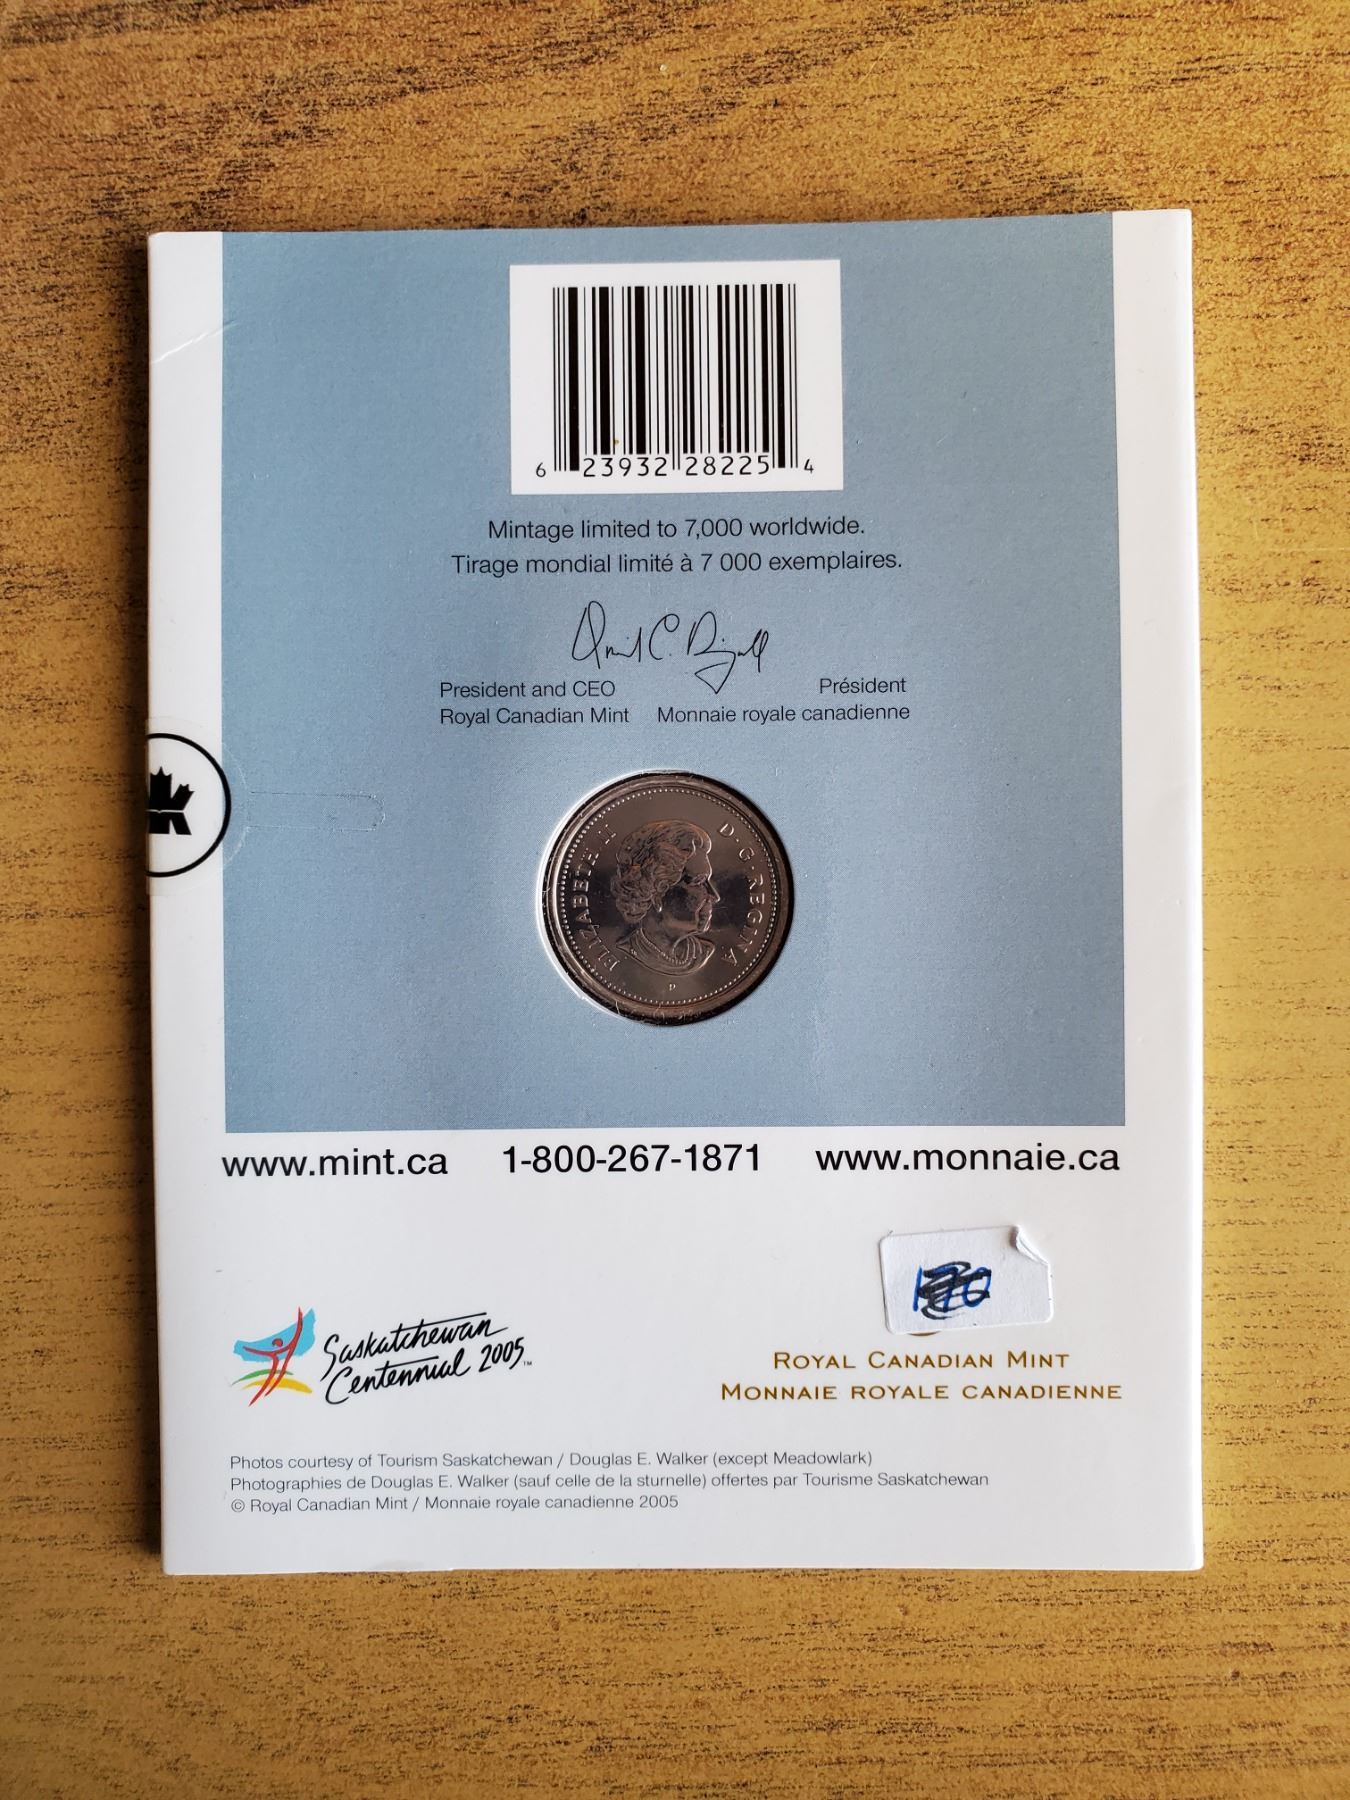 6 23932 28225 4
Mintage limited to 7,000 worldwide.
Tirage mondial limité à 7 000 exemplaires.
President and CEO Président
Royal Canadian Mint Monnaie royale canadienne
ELIZABETH II D·G·REGINA
P
www.mint.ca 1-800-267-1871 www.monnaie.ca
Saskatchewan
Centennial 2005™
ROYAL CANADIAN MINT
MONNAIE ROYALE CANADIENNE
Photos courtesy of Tourism Saskatchewan / Douglas E. Walker (except Meadowlark)
Photographies de Douglas E. Walker (sauf celle de la sturnelle) offertes par Tourisme Saskatchewan
© Royal Canadian Mint / Monnaie royale canadienne 2005